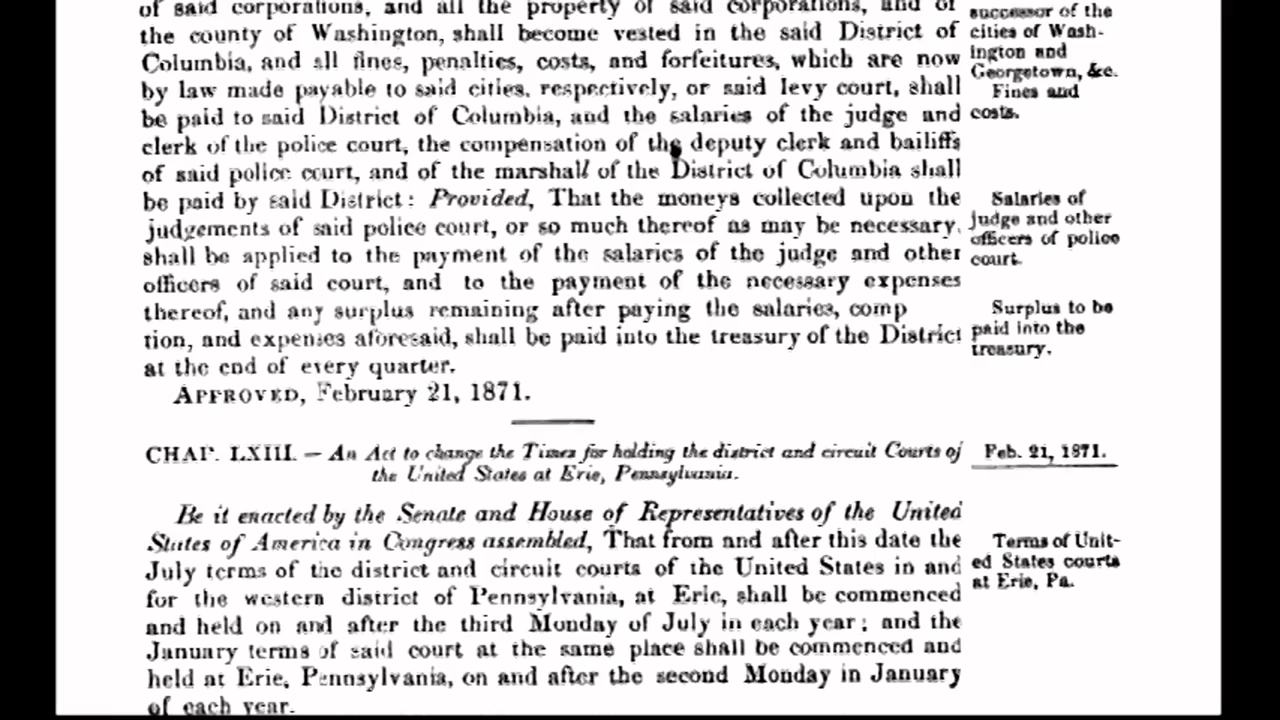 of said corporations, and all the property of said corporations, and of
the county of Washington, shall become vested in the said District of
Columbia, and all fines, penalties, costs, and forfeitures, which are now
by law made payable to said cities, respectively, or said levy court, shall
be paid to said District of Columbia, and the salaries of the judge and
clerk of the police court, the compensation of the deputy clerk and bailiffs
of said police court, and of the marshall of the District of Columbia shall
be paid by said District: Provided, That the moneys collected upon the
judgements of said police court, or so much thereof as may be necessary,
shall be applied to the payment of the salaries of the judge and other
officers of said court, and to the payment of the necessary expenses
thereof, and any surplus remaining after paying the salaries, comp
tion, and expenses aforesaid, shall be paid into the treasury of the District
at the end of every quarter.
APPROVED, February 21, 1871.
successor of the
cities of Wash-
ington and
Georgetown, &c.
Fines and
costs.
Salaries of
judge and other
officers of police
court.
Surplus to be
paid into the
treasury.
CHAP. LXIII. — An Act to change the Times for holding the district and circuit Courts of
the United States at Erie, Pennsylvania.
Feb. 21, 1871.
Be it enacted by the Senate and House of Representatives of the United
States of America in Congress assembled, That from and after this date the
July terms of the district and circuit courts of the United States in and
for the western district of Pennsylvania, at Erie, shall be commenced
and held on and after the third Monday of July in each year; and the
January terms of said court at the same place shall be commenced and
held at Erie, Pennsylvania, on and after the second Monday in January
of each year.
Terms of Unit-
ed States courts
at Erie, Pa.